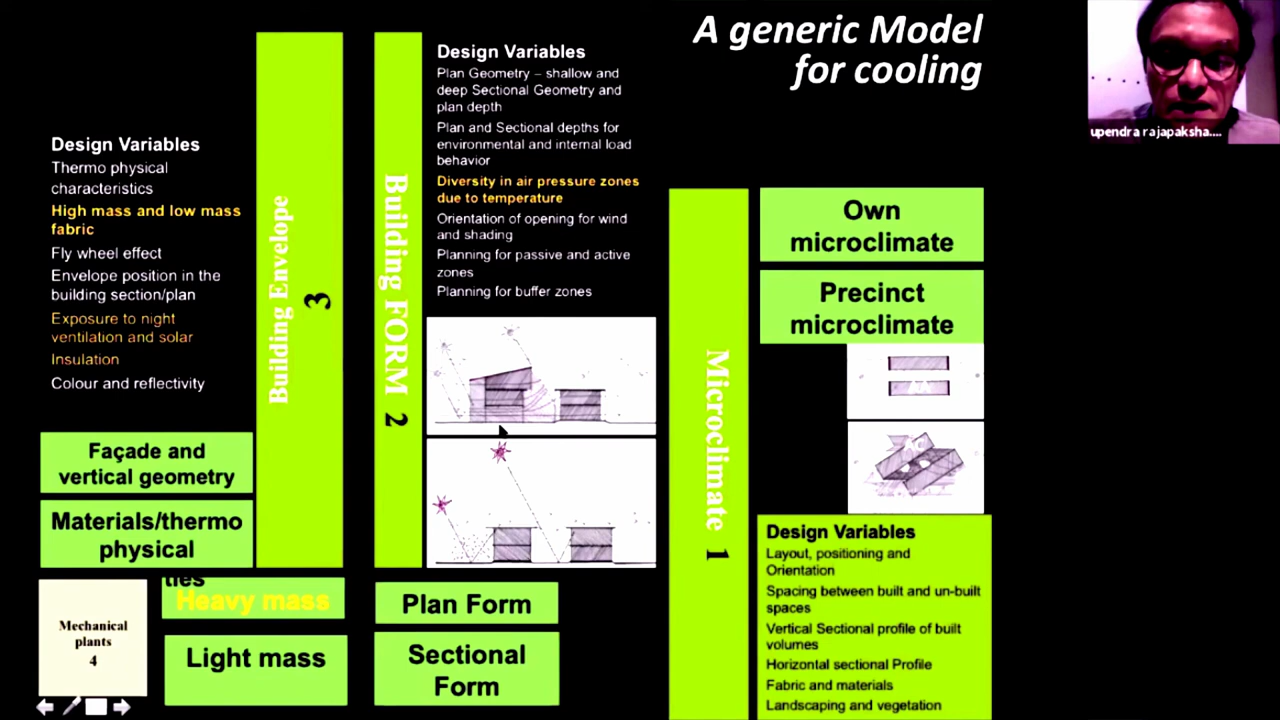 A generic Model
for cooling
upendra rajapaksha....
Design Variables
Thermo physical
characteristics
High mass and low mass
fabric
Fly wheel effect
Envelope position in the
building section/plan
Exposure to night
ventilation and solar
Insulation
Colour and reflectivity
Façade and
vertical geometry
Materials/thermo
physical
ties
Heavy mass
Light mass
Mechanical
plants
4
Building Envelope
3
Building FORM 2
Design Variables
Plan Geometry – shallow and
deep Sectional Geometry and
plan depth
Plan and Sectional depths for
environmental and internal load
behavior
Diversity in air pressure zones
due to temperature
Orientation of opening for wind
and shading
Planning for passive and active
zones
Planning for buffer zones
Plan Form
Sectional
Form
Microclimate 1
Own
microclimate
Precinct
microclimate
Design Variables
Layout, positioning and
Orientation
Spacing between built and un-built
spaces
Vertical Sectional profile of built
volumes
Horizontal sectional Profile
Fabric and materials
Landscaping and vegetation